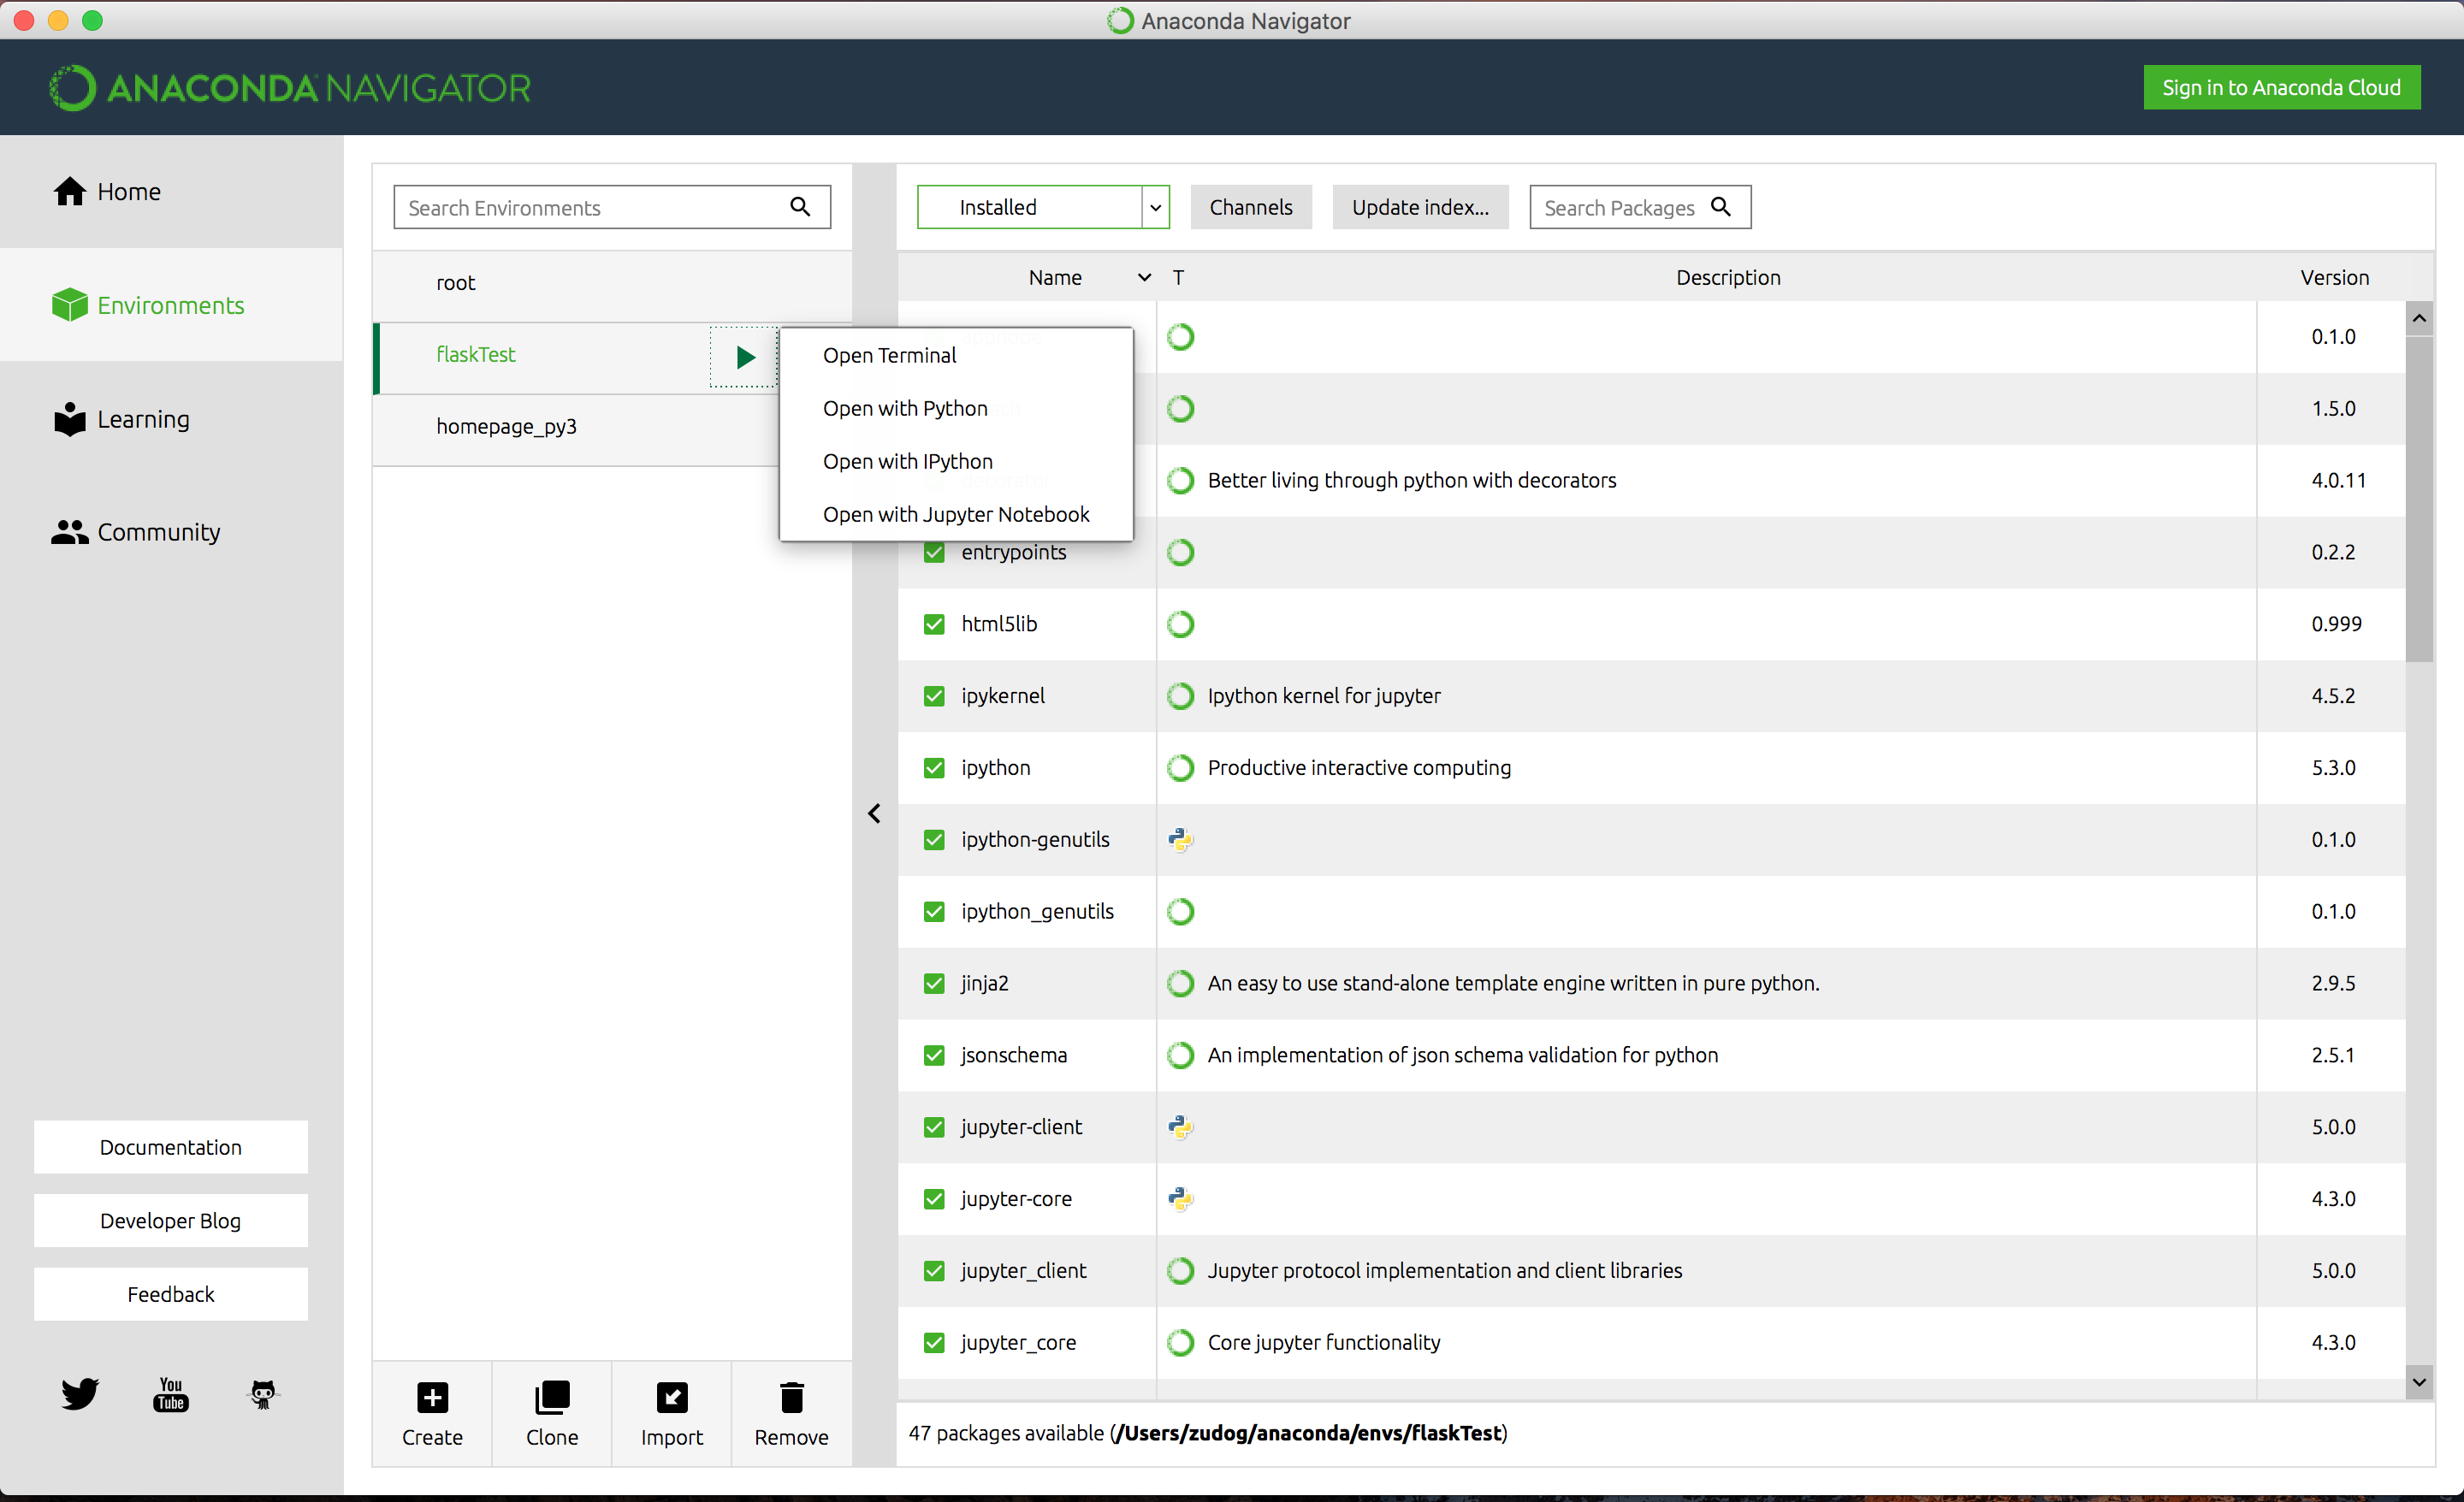 Anaconda Navigator
ANACONDA NAVIGATOR
Sign in to Anaconda Cloud
Home
Environments
Learning
Community
Documentation
Developer Blog
Feedback
You
Tube
Search Environments
root
flaskTest
homepage_py3
Open Terminal
Open with Python
Open with IPython
Open with Jupyter Notebook
Create
Clone
Import
Remove
Installed
Channels
Update index...
Search Packages
Name T Description Version
0.1.0
1.5.0
Better living through python with decorators 4.0.11
entrypoints 0.2.2
html5lib 0.999
ipykernel Ipython kernel for jupyter 4.5.2
ipython Productive interactive computing 5.3.0
ipython-genutils 0.1.0
ipython_genutils 0.1.0
jinja2 An easy to use stand-alone template engine written in pure python. 2.9.5
jsonschema An implementation of json schema validation for python 2.5.1
jupyter-client 5.0.0
jupyter-core 4.3.0
jupyter_client Jupyter protocol implementation and client libraries 5.0.0
jupyter_core Core jupyter functionality 4.3.0
47 packages available (/Users/zudog/anaconda/envs/flaskTest)